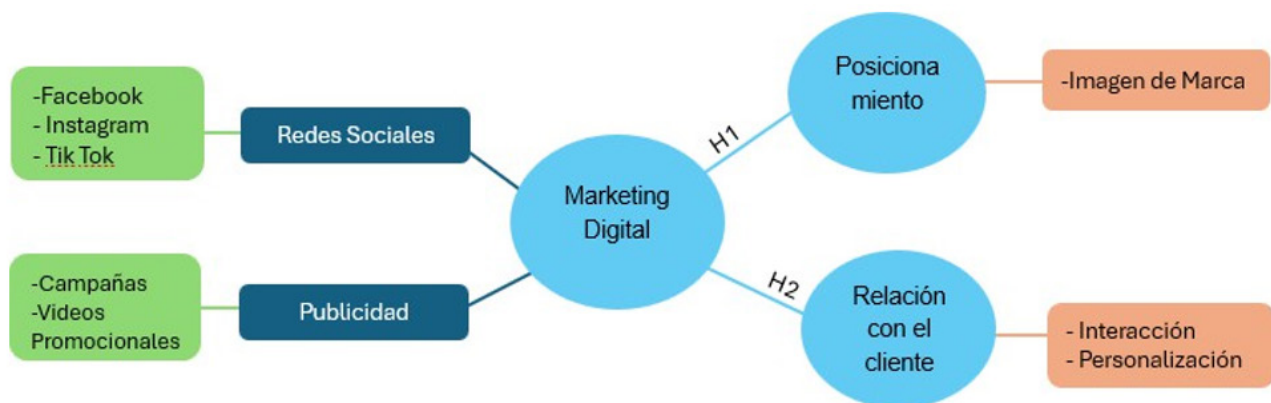 -Facebook
- Instagram
- Tik Tok
Redes Sociales
-Campañas
-Videos
Promocionales
Publicidad
Marketing
Digital
H1
Posiciona
miento
-Imagen de Marca
H2
Relación
con el
cliente
- Interacción
- Personalización